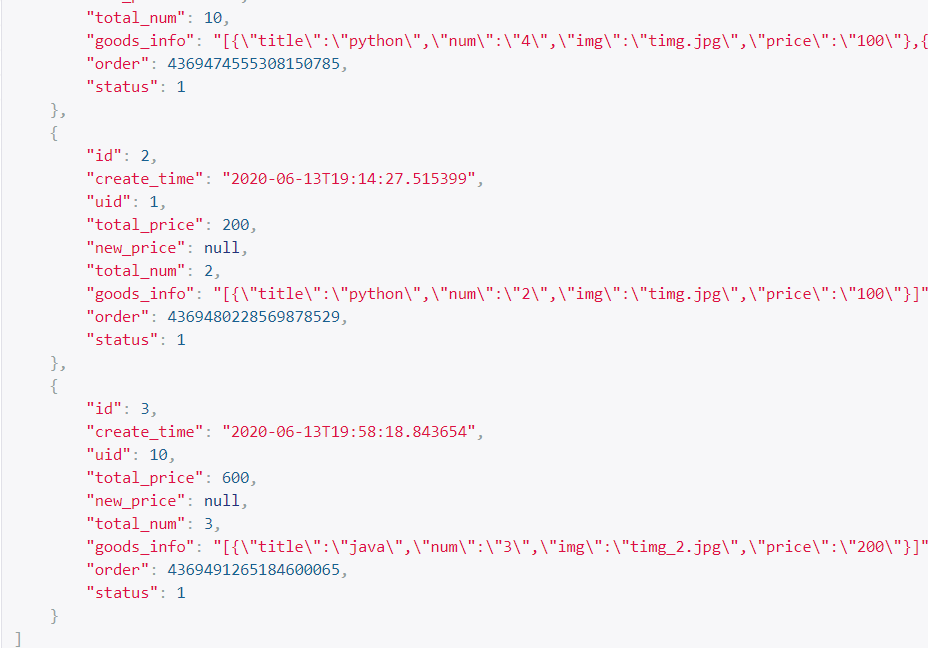 "total_num": 10,
"goods_info": "[{\"title\":\"python\",\"num\":\"4\",\"img\":\"timg.jpg\",\"price\":\"100\"},{
"order": 4369474555308150785,
"status": 1
},
{
"id": 2,
"create_time": "2020-06-13T19:14:27.515399",
"uid": 1,
"total_price": 200,
"new_price": null,
"total_num": 2,
"goods_info": "[{\"title\":\"python\",\"num\":\"2\",\"img\":\"timg.jpg\",\"price\":\"100\"}]"
"order": 4369480228569878529,
"status": 1
},
{
"id": 3,
"create_time": "2020-06-13T19:58:18.843654",
"uid": 10,
"total_price": 600,
"new_price": null,
"total_num": 3,
"goods_info": "[{\"title\":\"java\",\"num\":\"3\",\"img\":\"timg_2.jpg\",\"price\":\"200\"}]"
"order": 4369491265184600065,
"status": 1
}
]